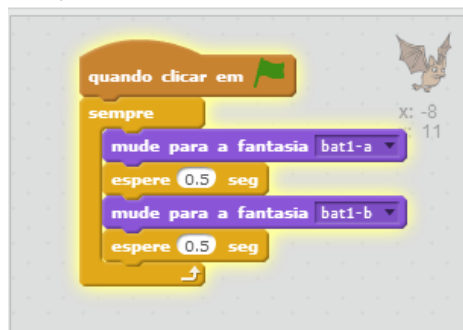 quando clicar em
sempre
x: -8
11
mude para a fantasia bat1-a
espere 0.5 seg
mude para a fantasia bat1-b
espere 0.5 seg